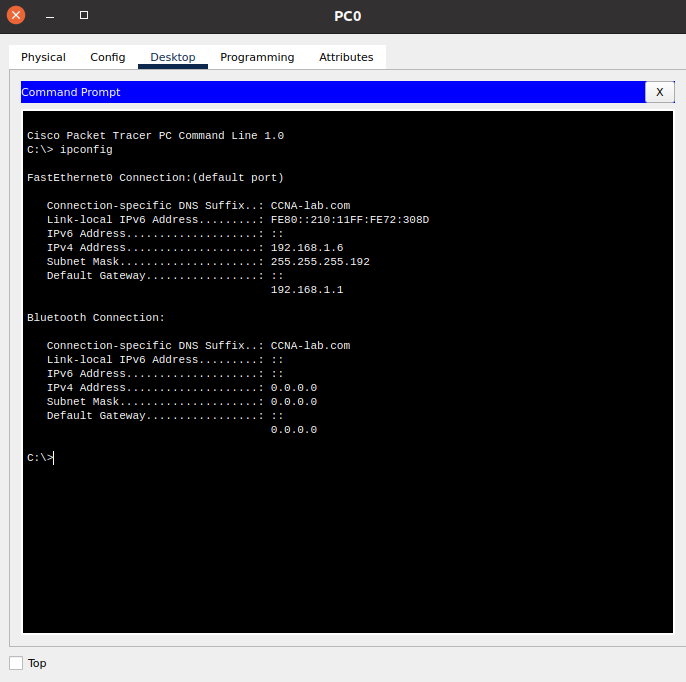 PC0
Physical Config Desktop Programming Attributes
Command Prompt X
Cisco Packet Tracer PC Command Line 1.0
C:\> ipconfig
FastEthernet0 Connection:(default port)
Connection-specific DNS Suffix..: CCNA-lab.com
Link-local IPv6 Address.........: FE80::210:11FF:FE72:308D
IPv6 Address....................: ::
IPv4 Address....................: 192.168.1.6
Subnet Mask.....................: 255.255.255.192
Default Gateway.................: ::
192.168.1.1
Bluetooth Connection:
Connection-specific DNS Suffix..: CCNA-lab.com
Link-local IPv6 Address.........: ::
IPv6 Address....................: ::
IPv4 Address....................: 0.0.0.0
Subnet Mask.....................: 0.0.0.0
Default Gateway.................: ::
0.0.0.0
C:\>
Top